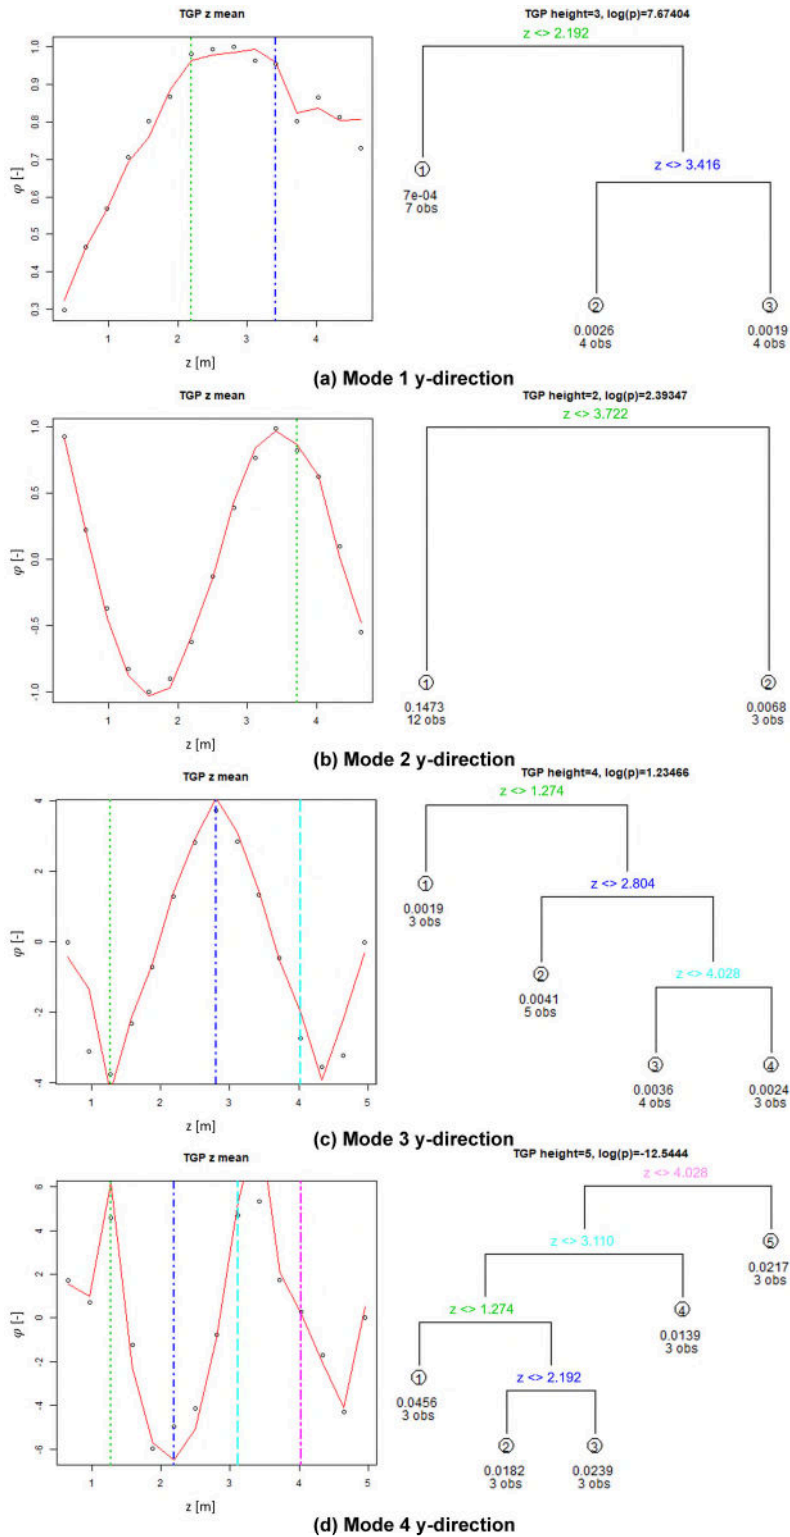 TGP z mean
TGP height=3, log(p)=7.67404
1.0
0.9
0.8
0.7
0.6
0.5
0.4
0.3
φ [-]
1 2 3 4
z [m]
z <> 2.192
z <> 3.416
1
7e-04
7 obs
2
0.0026
4 obs
3
0.0019
4 obs
(a) Mode 1 y-direction
TGP z mean
TGP height=2, log(p)=2.39347
1.0
0.5
0.0
-0.5
-1.0
φ [-]
1 2 3 4
z [m]
z <> 3.722
1
0.1473
12 obs
2
0.0068
3 obs
(b) Mode 2 y-direction
TGP z mean
TGP height=4, log(p)=1.23466
4
2
0
-2
-4
φ [-]
1 2 3 4 5
z [m]
z <> 1.274
z <> 2.804
z <> 4.028
1
0.0019
3 obs
2
0.0041
5 obs
3
0.0036
4 obs
4
0.0024
3 obs
(c) Mode 3 y-direction
TGP z mean
TGP height=5, log(p)=-12.5444
6
4
2
0
-2
-4
-6
φ [-]
1 2 3 4 5
z [m]
z <> 4.028
z <> 3.110
z <> 1.274
z <> 2.192
5
0.0217
3 obs
4
0.0139
3 obs
1
0.0456
3 obs
2
0.0182
3 obs
3
0.0239
3 obs
(d) Mode 4 y-direction